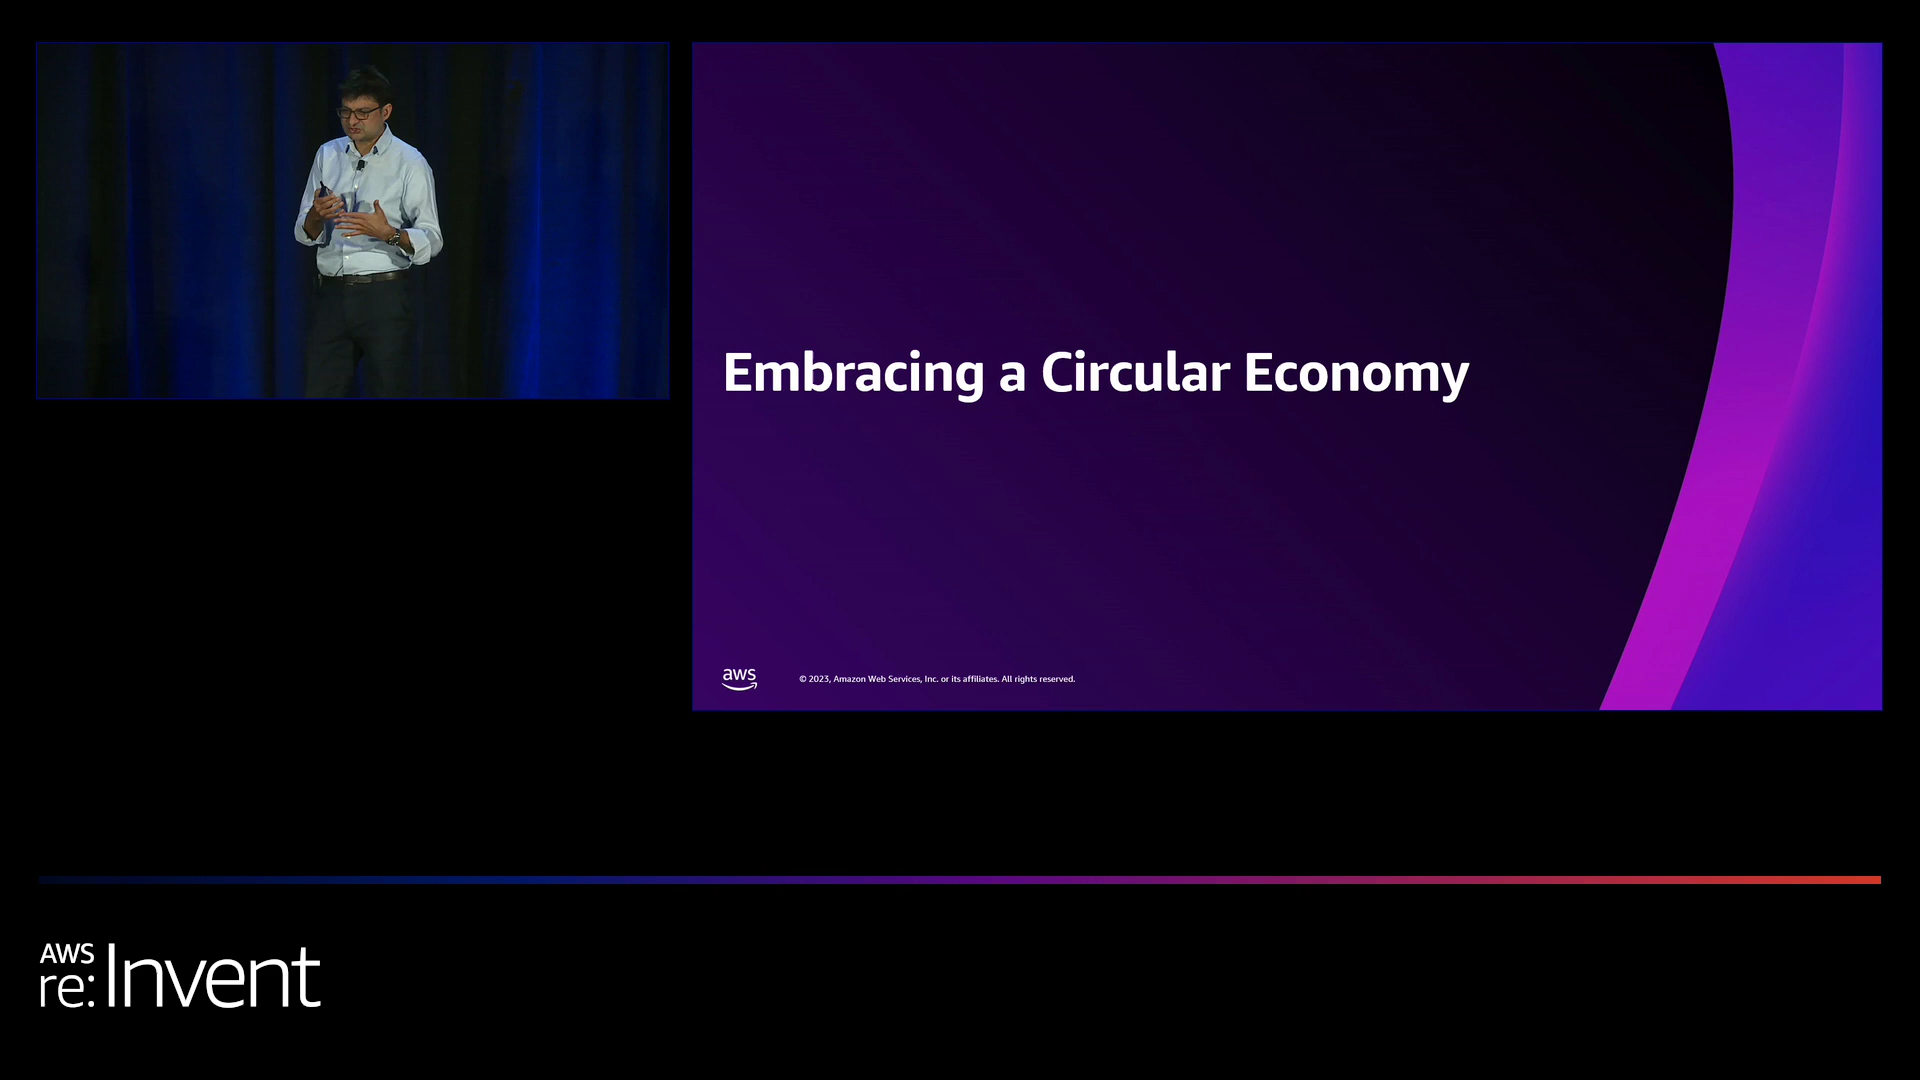 Embracing a Circular Economy
aws
© 2023, Amazon Web Services, Inc. or its affiliates. All rights reserved.
AWS
re:Invent